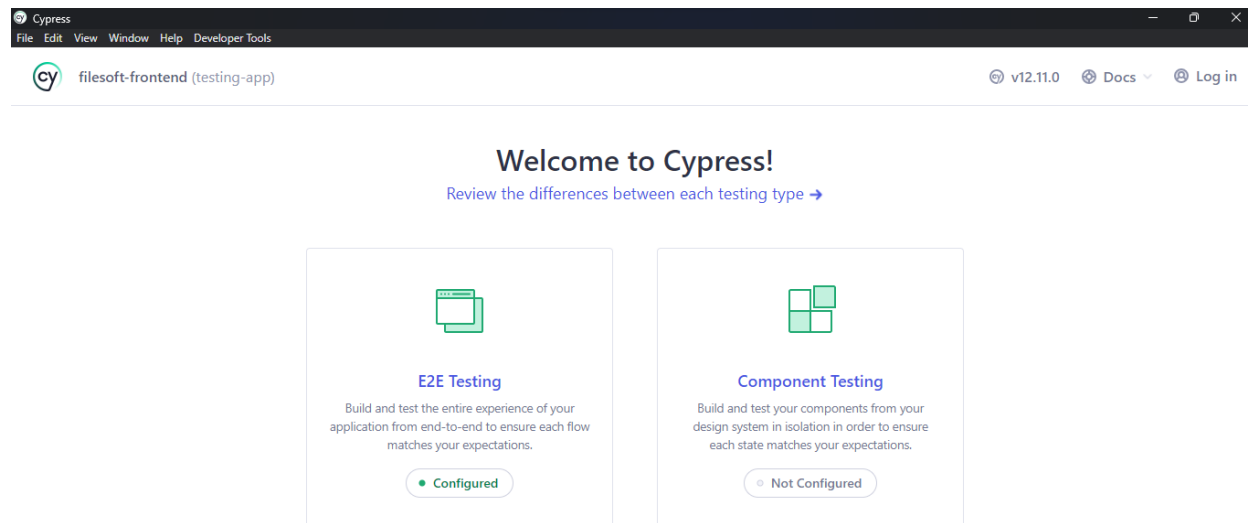 Cypress
File Edit View Window Help Developer Tools
cy filesoft-frontend (testing-app) cy v12.11.0 Docs Log in
Welcome to Cypress!
Review the differences between each testing type →
E2E Testing
Build and test the entire experience of your
application from end-to-end to ensure each flow
matches your expectations.
Configured
Component Testing
Build and test your components from your
design system in isolation in order to ensure
each state matches your expectations.
Not Configured